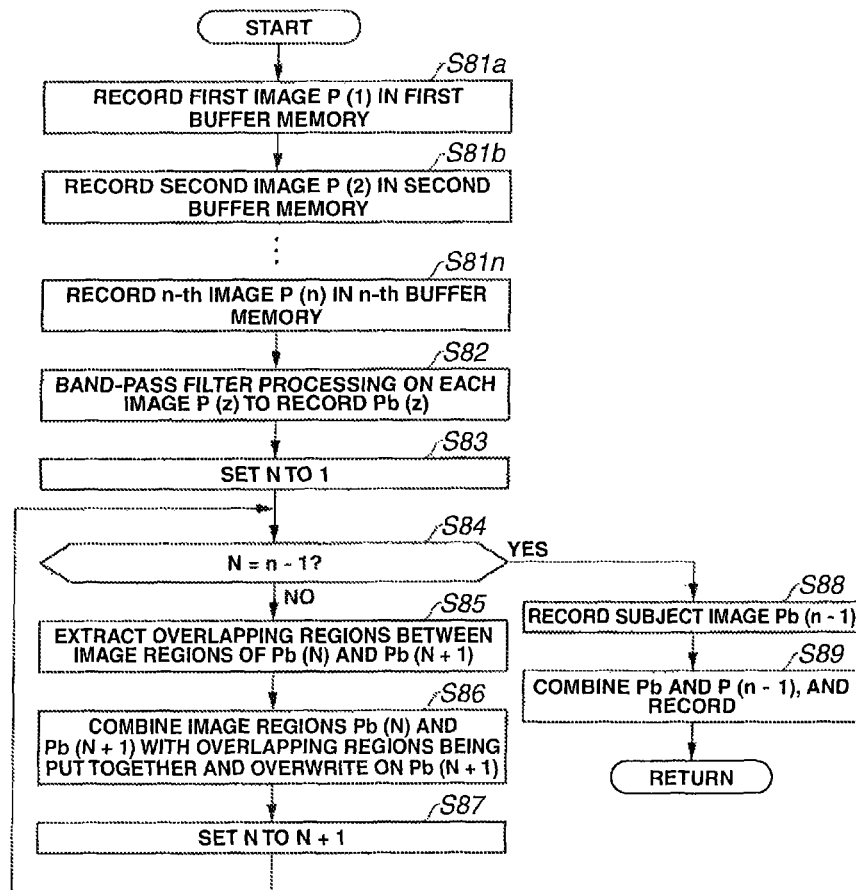 START
S81a
RECORD FIRST IMAGE P (1) IN FIRST
BUFFER MEMORY
S81b
RECORD SECOND IMAGE P (2) IN SECOND
BUFFER MEMORY
S81n
RECORD n-th IMAGE P (n) IN n-th BUFFER
MEMORY
S82
BAND-PASS FILTER PROCESSING ON EACH
IMAGE P (z) TO RECORD Pb (z)
S83
SET N TO 1
S84
N = n - 1?
YES
NO
S85
EXTRACT OVERLAPPING REGIONS BETWEEN
IMAGE REGIONS OF Pb (N) AND Pb (N + 1)
S86
COMBINE IMAGE REGIONS Pb (N) AND
Pb (N + 1) WITH OVERLAPPING REGIONS BEING
PUT TOGETHER AND OVERWRITE ON Pb (N + 1)
S87
SET N TO N + 1
S88
RECORD SUBJECT IMAGE Pb (n - 1)
S89
COMBINE Pb AND P (n - 1), AND
RECORD
RETURN